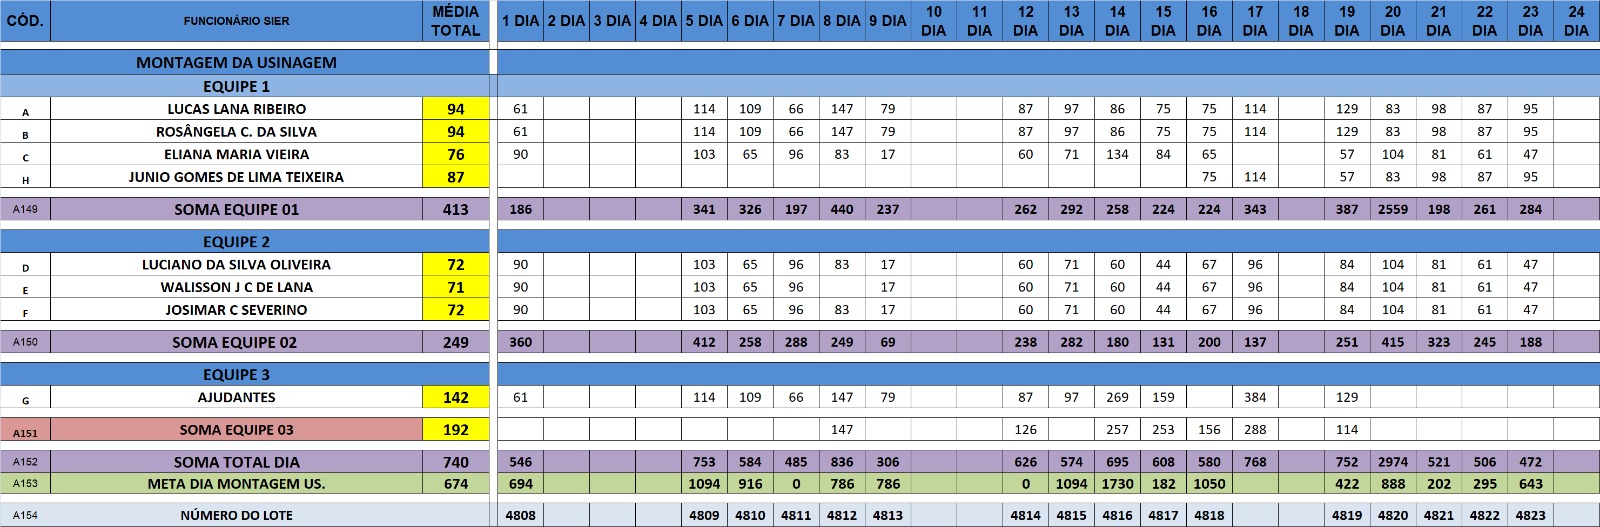 CÓD. FUNCIONÁRIO SIER MÉDIA TOTAL 1 DIA 2 DIA 3 DIA 4 DIA 5 DIA 6 DIA 7 DIA 8 DIA 9 DIA 10 DIA 11 DIA 12 DIA 13 DIA 14 DIA 15 DIA 16 DIA 17 DIA 18 DIA 19 DIA 20 DIA 21 DIA 22 DIA 23 DIA 24 DIA
MONTAGEM DA USINAGEM
EQUIPE 1
A LUCAS LANA RIBEIRO 94 61 114 109 66 147 79 87 97 86 75 75 114 129 83 98 87 95
B ROSÂNGELA C. DA SILVA 94 61 114 109 66 147 79 87 97 86 75 75 114 129 83 98 87 95
C ELIANA MARIA VIEIRA 76 90 103 65 96 83 17 60 71 134 84 65 57 104 81 61 47
H JUNIO GOMES DE LIMA TEIXEIRA 87 75 114 57 83 98 87 95
A149 SOMA EQUIPE 01 413 186 341 326 197 440 237 262 292 258 224 224 343 387 2559 198 261 284
EQUIPE 2
D LUCIANO DA SILVA OLIVEIRA 72 90 103 65 96 83 17 60 71 60 44 67 96 84 104 81 61 47
E WALISSON J C DE LANA 71 90 103 65 96 17 60 71 60 44 67 96 84 104 81 61 47
F JOSIMAR C SEVERINO 72 90 103 65 96 83 17 60 71 60 44 67 96 84 104 81 61 47
A150 SOMA EQUIPE 02 249 360 412 258 288 249 69 238 282 180 131 200 137 251 415 323 245 188
EQUIPE 3
G AJUDANTES 142 61 114 109 66 147 79 87 97 269 159 384 129
A151 SOMA EQUIPE 03 192 147 126 257 253 156 288 114
A152 SOMA TOTAL DIA 740 546 753 584 485 836 306 626 574 695 608 580 768 752 2974 521 506 472
A153 META DIA MONTAGEM US. 674 694 1094 916 0 786 786 0 1094 1730 182 1050 422 888 202 295 643
A154 NÚMERO DO LOTE 4808 4809 4810 4811 4812 4813 4814 4815 4816 4817 4818 4819 4820 4821 4822 4823